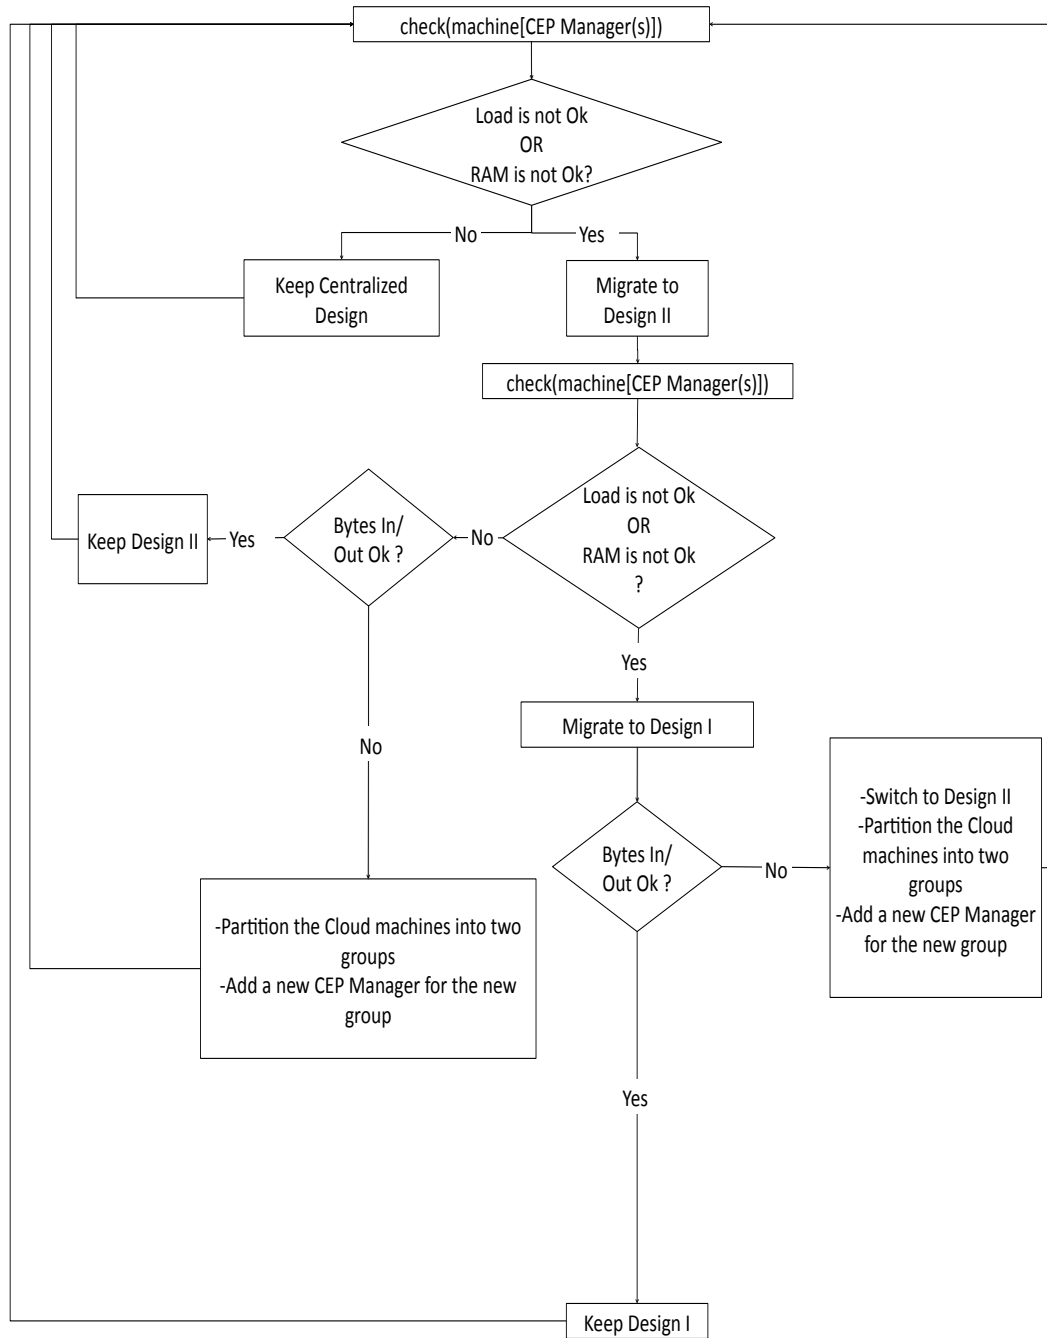 check(machine[CEP Manager(s)])
Load is not Ok
OR
RAM is not Ok?
No
Yes
Keep Centralized
Design
Migrate to
Design II
check(machine[CEP Manager(s)])
Load is not Ok
OR
RAM is not Ok
?
No
Bytes In/
Out Ok ?
Yes
Keep Design II
Yes
No
Migrate to Design I
Bytes In/
Out Ok ?
No
-Switch to Design II
-Partition the Cloud
machines into two
groups
-Add a new CEP Manager
for the new group
-Partition the Cloud machines into two
groups
-Add a new CEP Manager for the new
group
Yes
Keep Design I